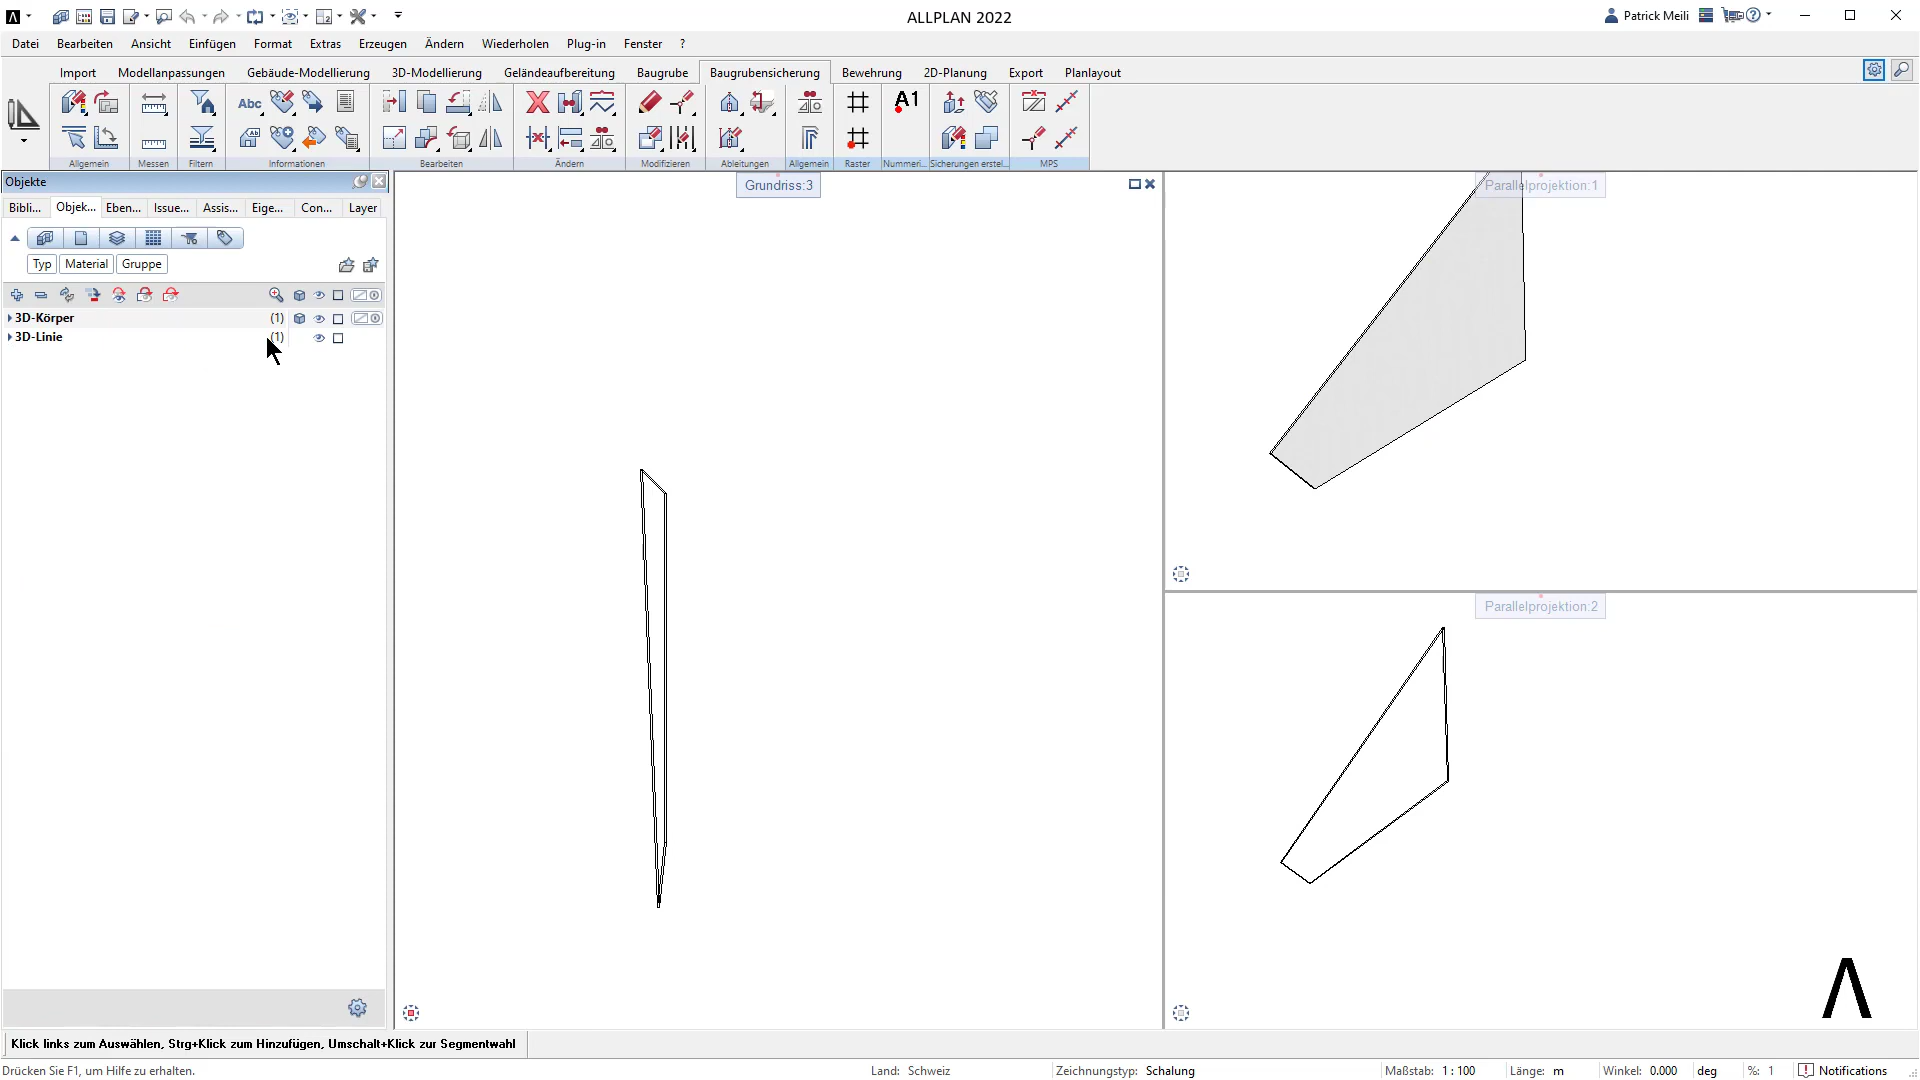 ALLPLAN 2022
Patrick Meili
Datei Bearbeiten Ansicht Einfügen Format Extras Erzeugen Ändern Wiederholen Plug-in Fenster ?
Import Modellanpassungen Gebäude-Modellierung 3D-Modellierung Geländeaufbereitung Baugrube Baugrubensicherung Bewehrung 2D-Planung Export Planlayout
Abc
A1
Allgemein Messen Filtern Informationen Bearbeiten Ändern Modifizieren Ableitungen Allgemein Raster Nummeri... Sicherungen erstel... MPS
Objekte
Bibli... Objek... Eben... Issue... Assis... Eige... Con... Layer
Typ Material Gruppe
3D-Körper (1)
3D-Linie (1)
Grundriss:3
Parallelprojektion:1
Parallelprojektion:2
Klick links zum Auswählen, Strg+Klick zum Hinzufügen, Umschalt+Klick zur Segmentwahl
Drücken Sie F1, um Hilfe zu erhalten. Land: Schweiz Zeichnungstyp: Schalung Maßstab: 1 : 100 Länge: m Winkel: 0.000 deg %: 1 Notifications